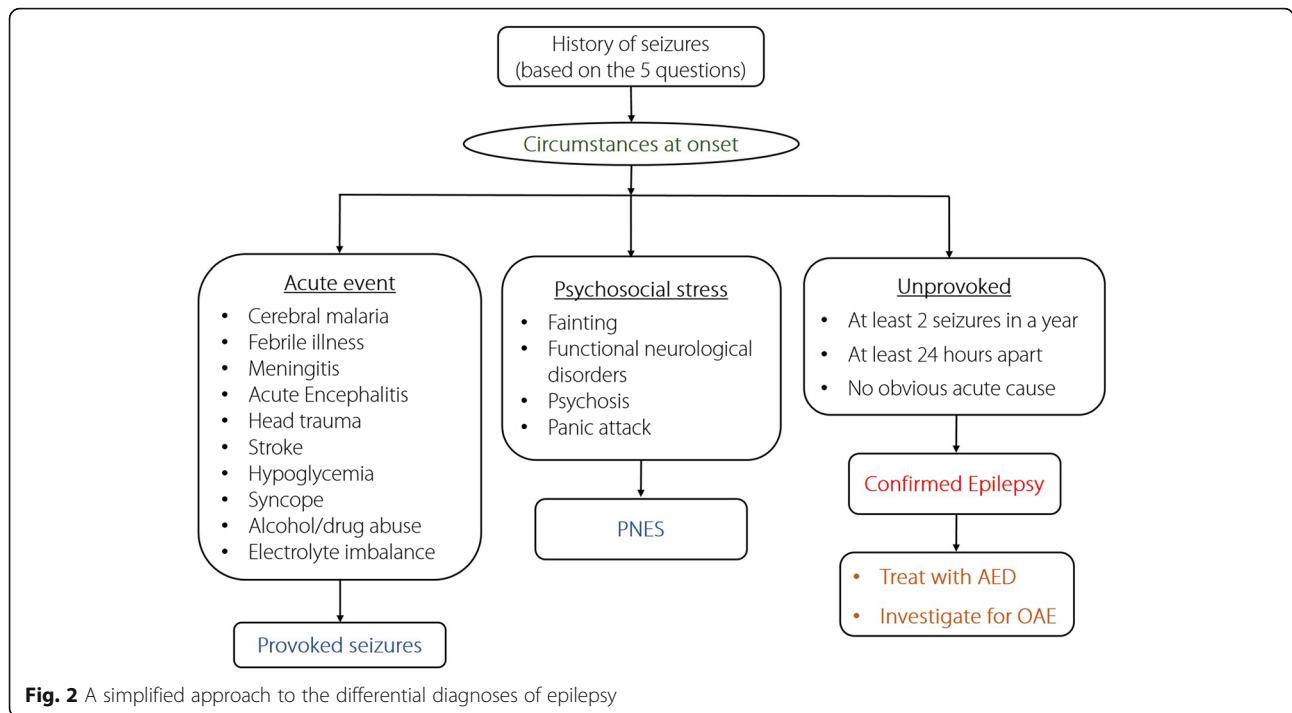 History of seizures
(based on the 5 questions)
Circumstances at onset
Acute event
• Cerebral malaria
• Febrile illness
• Meningitis
• Acute Encephalitis
• Head trauma
• Stroke
• Hypoglycemia
• Syncope
• Alcohol/drug abuse
• Electrolyte imbalance
Provoked seizures
Psychosocial stress
• Fainting
• Functional neurological
disorders
• Psychosis
• Panic attack
PNES
Unprovoked
• At least 2 seizures in a year
• At least 24 hours apart
• No obvious acute cause
Confirmed Epilepsy
• Treat with AED
• Investigate for OAE
Fig. 2 A simplified approach to the differential diagnoses of epilepsy